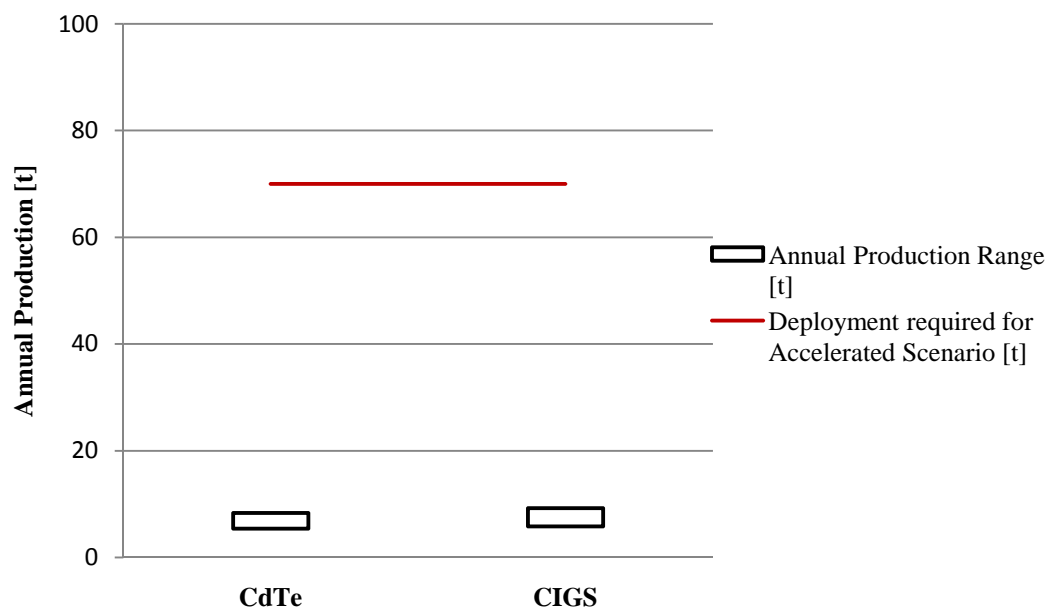 100
80
60
40
20
0
Annual Production [t]
CdTe
CIGS
Annual Production Range
[t]
Deployment required for
Accelerated Scenario [t]